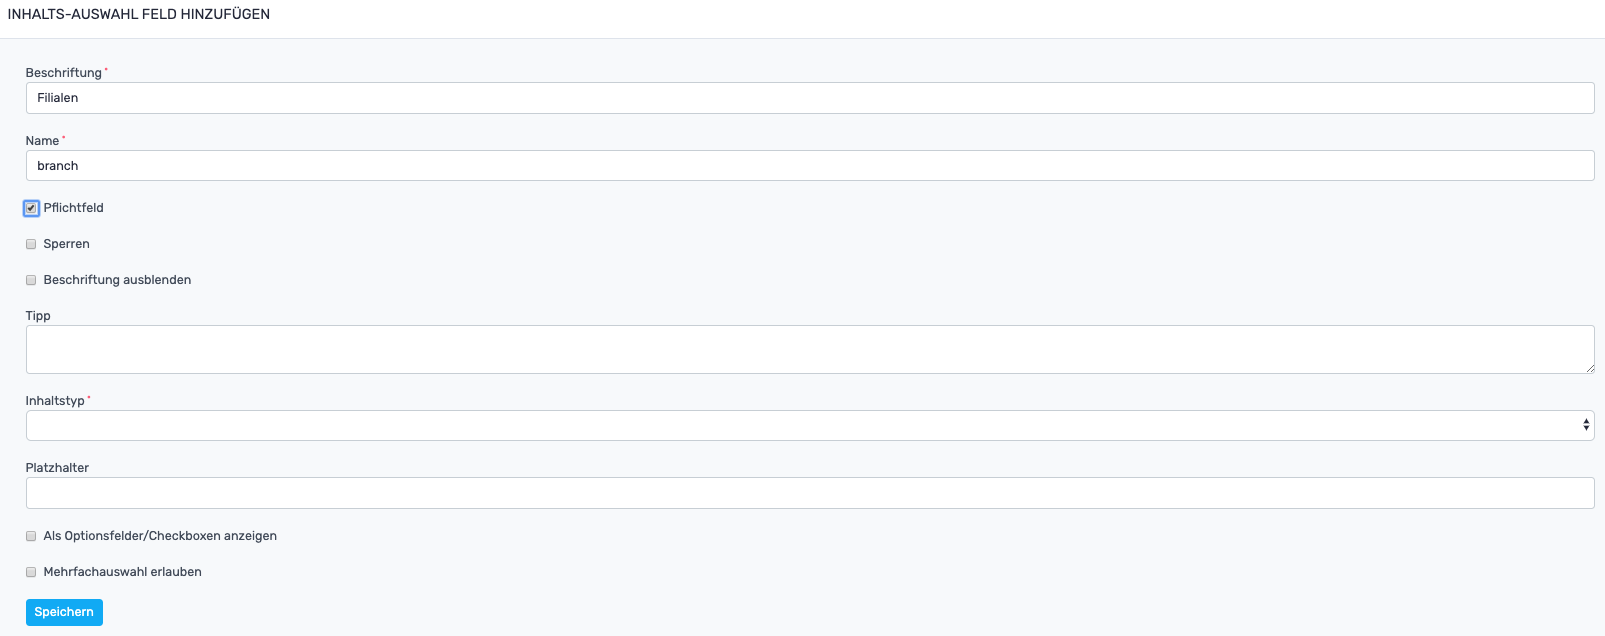 INHALTS-AUSWAHL FELD HINZUFÜGEN
Beschriftung *
Filialen
Name *
branch
Pflichtfeld
Sperren
Beschriftung ausblenden
Tipp
Inhaltstyp *
Platzhalter
Als Optionsfelder/Checkboxen anzeigen
Mehrfachauswahl erlauben
Speichern